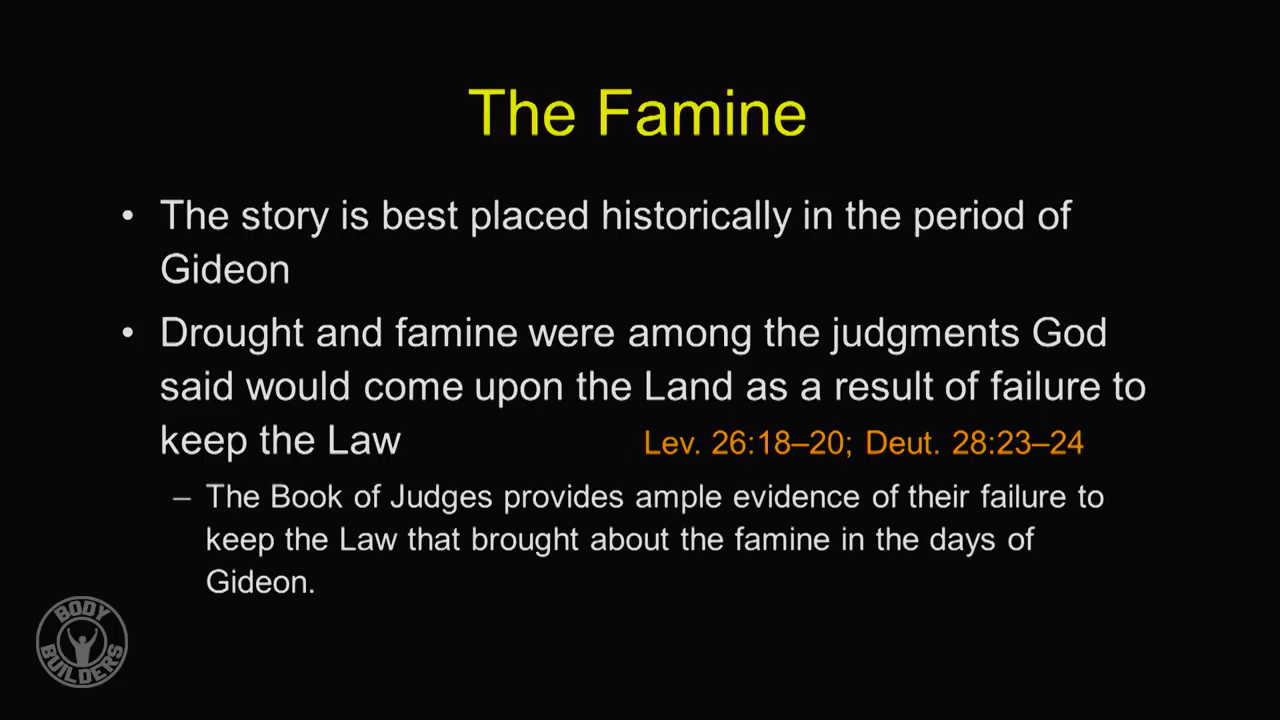 The Famine
• The story is best placed historically in the period of
Gideon
• Drought and famine were among the judgments God
said would come upon the Land as a result of failure to
keep the Law Lev. 26:18–20; Deut. 28:23–24
– The Book of Judges provides ample evidence of their failure to
keep the Law that brought about the famine in the days of
Gideon.
BODY
BUILDERS